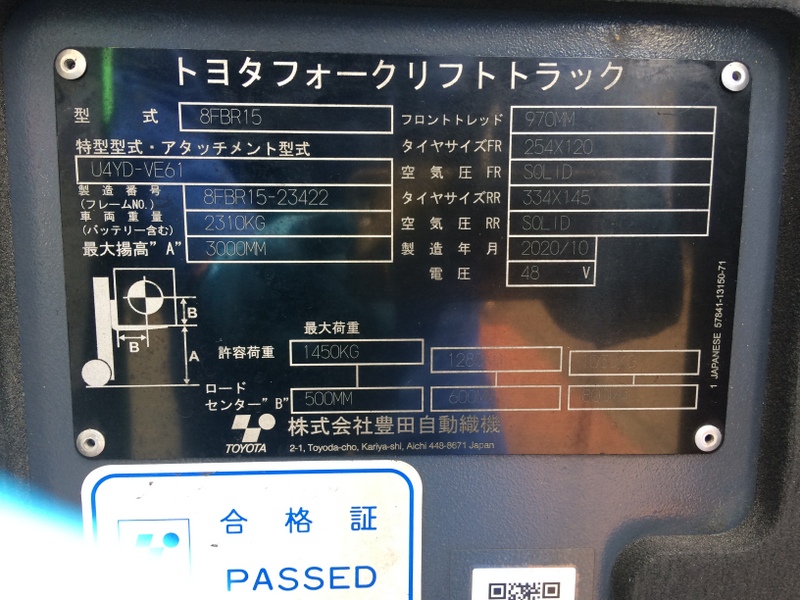 トヨタフォークリフトトラック
型 式 8FBR15 フロントトレッド 970MM
特型型式・アタッチメント型式 タイヤサイズFR 254X120
U4YD-VE61 空 気 圧 FR SOLID
製造番号 (フレームNO.) 8FBR15-23422 タイヤサイズRR 334X145
車両重量 (バッテリー含む) 2310KG 空 気 圧 RR SOLID
最大揚高"A" 3000MM 製 造 年 月 2020/10
電 圧 48 V
B
B
A
最大荷重
許容荷重 1450KG
ロード
センター"B" 500MM
TOYOTA 株式会社豊田自動織機
2-1, Toyoda-cho, Kariya-shi, Aichi 448-8671 Japan
1 JAPANESE 57841-13150-71
合 格 証
PASSED